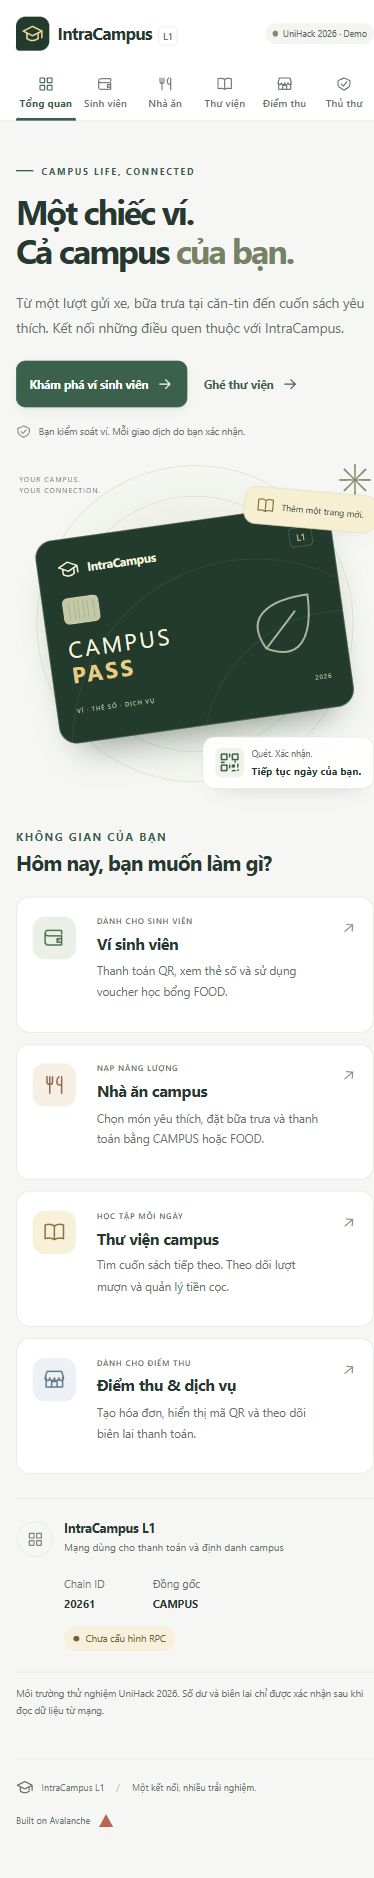 IntraCampus L1
UniHack 2026 · Demo
Tổng quan
Sinh viên
Nhà ăn
Thư viện
Điểm thu
Thủ thư
CAMPUS LIFE, CONNECTED
Một chiếc ví.
Cả campus của bạn.
Từ một lượt gửi xe, bữa trưa tại căn-tin đến cuốn sách yêu
thích. Kết nối những điều quen thuộc với IntraCampus.
Khám phá ví sinh viên
Ghé thư viện
Bạn kiểm soát ví. Mỗi giao dịch do bạn xác nhận.
YOUR CAMPUS.
YOUR CONNECTION.
Thêm một trang mới.
IntraCampus
L1
CAMPUS
PASS
VÍ · THẺ SỐ · DỊCH VỤ
2026
Quét. Xác nhận.
Tiếp tục ngày của bạn.
KHÔNG GIAN CỦA BẠN
Hôm nay, bạn muốn làm gì?
DÀNH CHO SINH VIÊN
Ví sinh viên
Thanh toán QR, xem thẻ số và sử dụng
voucher học bổng FOOD.
NẠP NĂNG LƯỢNG
Nhà ăn campus
Chọn món yêu thích, đặt bữa trưa và thanh
toán bằng CAMPUS hoặc FOOD.
HỌC TẬP MỖI NGÀY
Thư viện campus
Tìm cuốn sách tiếp theo. Theo dõi lượt
mượn và quản lý tiền cọc.
DÀNH CHO ĐIỂM THU
Điểm thu & dịch vụ
Tạo hóa đơn, hiển thị mã QR và theo dõi
biên lai thanh toán.
IntraCampus L1
Mạng dùng cho thanh toán và định danh campus
Chain ID
20261
Đồng gốc
CAMPUS
Chưa cấu hình RPC
Môi trường thử nghiệm UniHack 2026. Số dư và biên lai chỉ được xác nhận sau khi
đọc dữ liệu từ mạng.
IntraCampus L1 / Một kết nối, nhiều trải nghiệm.
Built on Avalanche